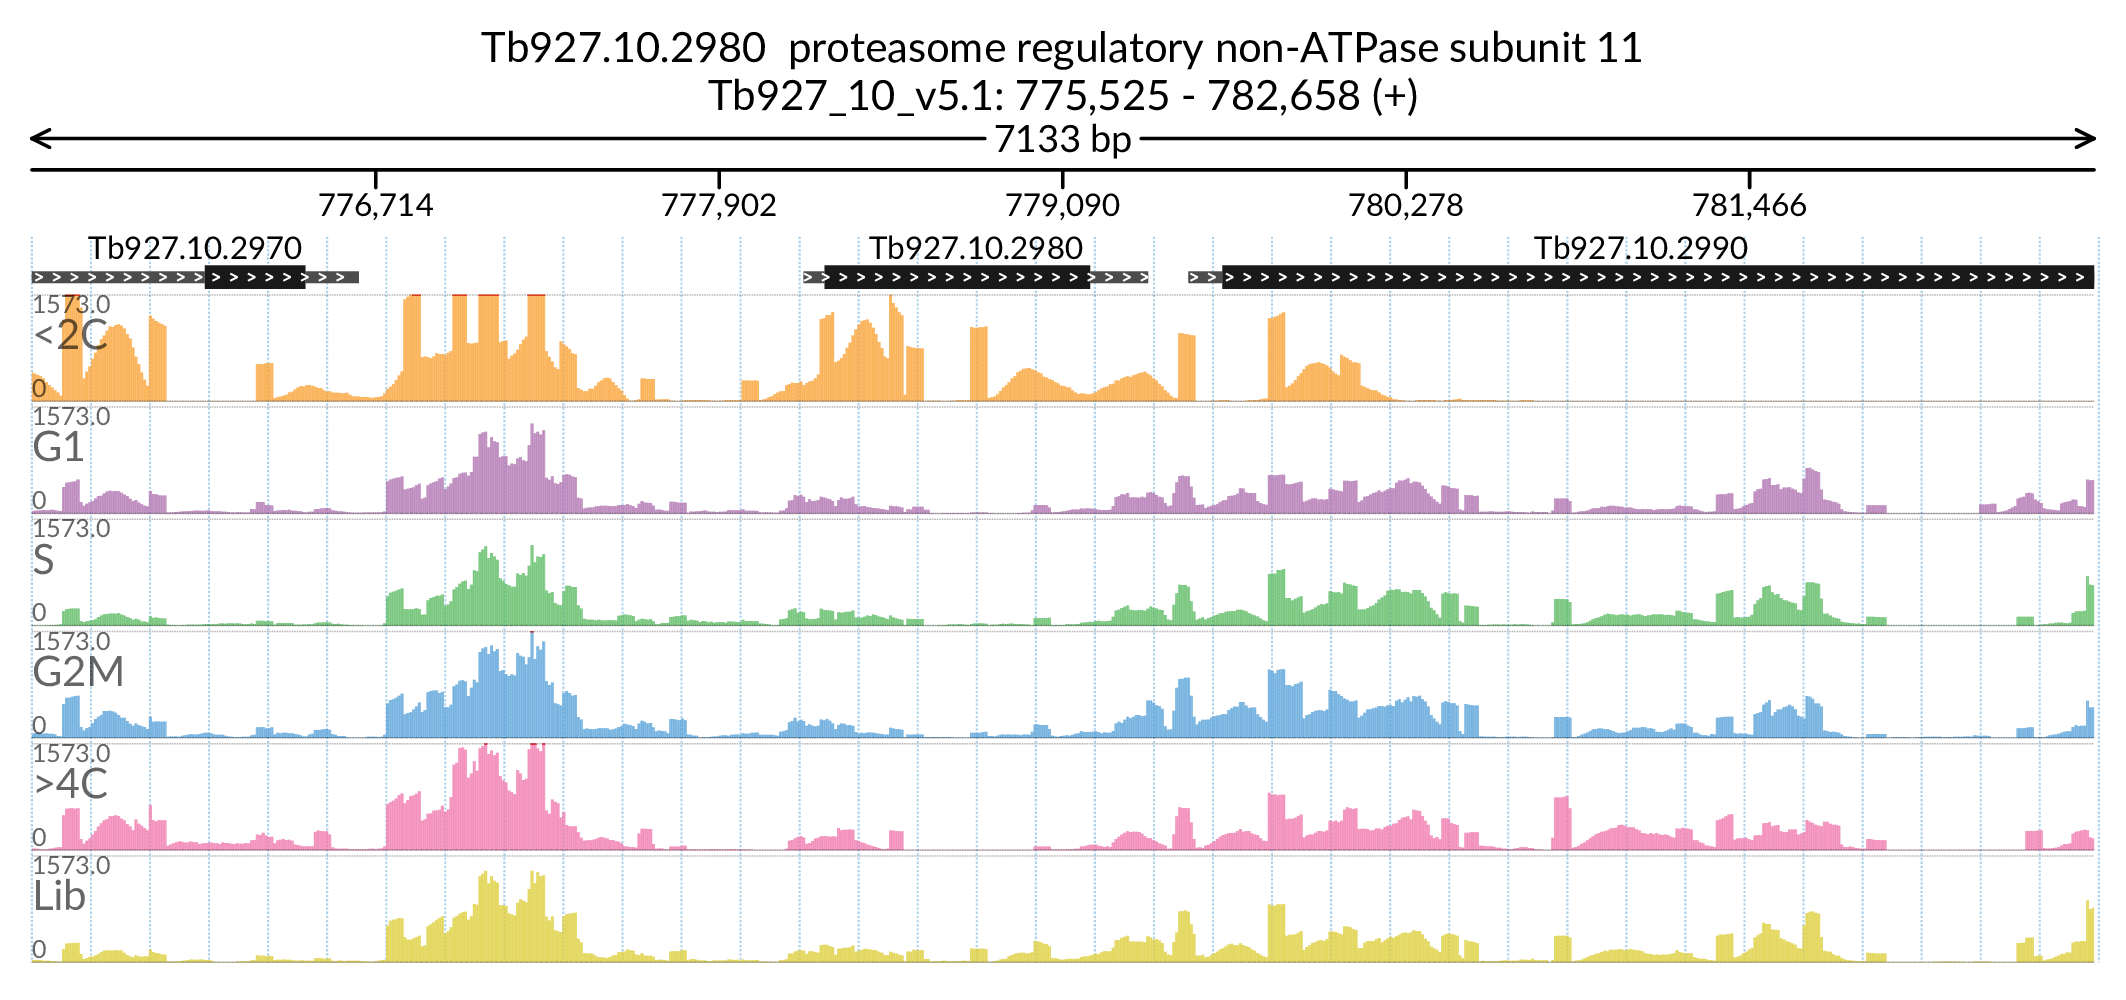 Tb927.10.2980  proteasome regulatory non-ATPase subunit 11
Tb927_10_v5.1: 775,525 - 782,658 (+)
7133 bp
776,714 777,902 779,090 780,278 781,466
Tb927.10.2970 Tb927.10.2980 Tb927.10.2990
1573.0
<2C
0
1573.0
G1
0
1573.0
S
0
1573.0
G2M
0
1573.0
>4C
0
1573.0
Lib
0